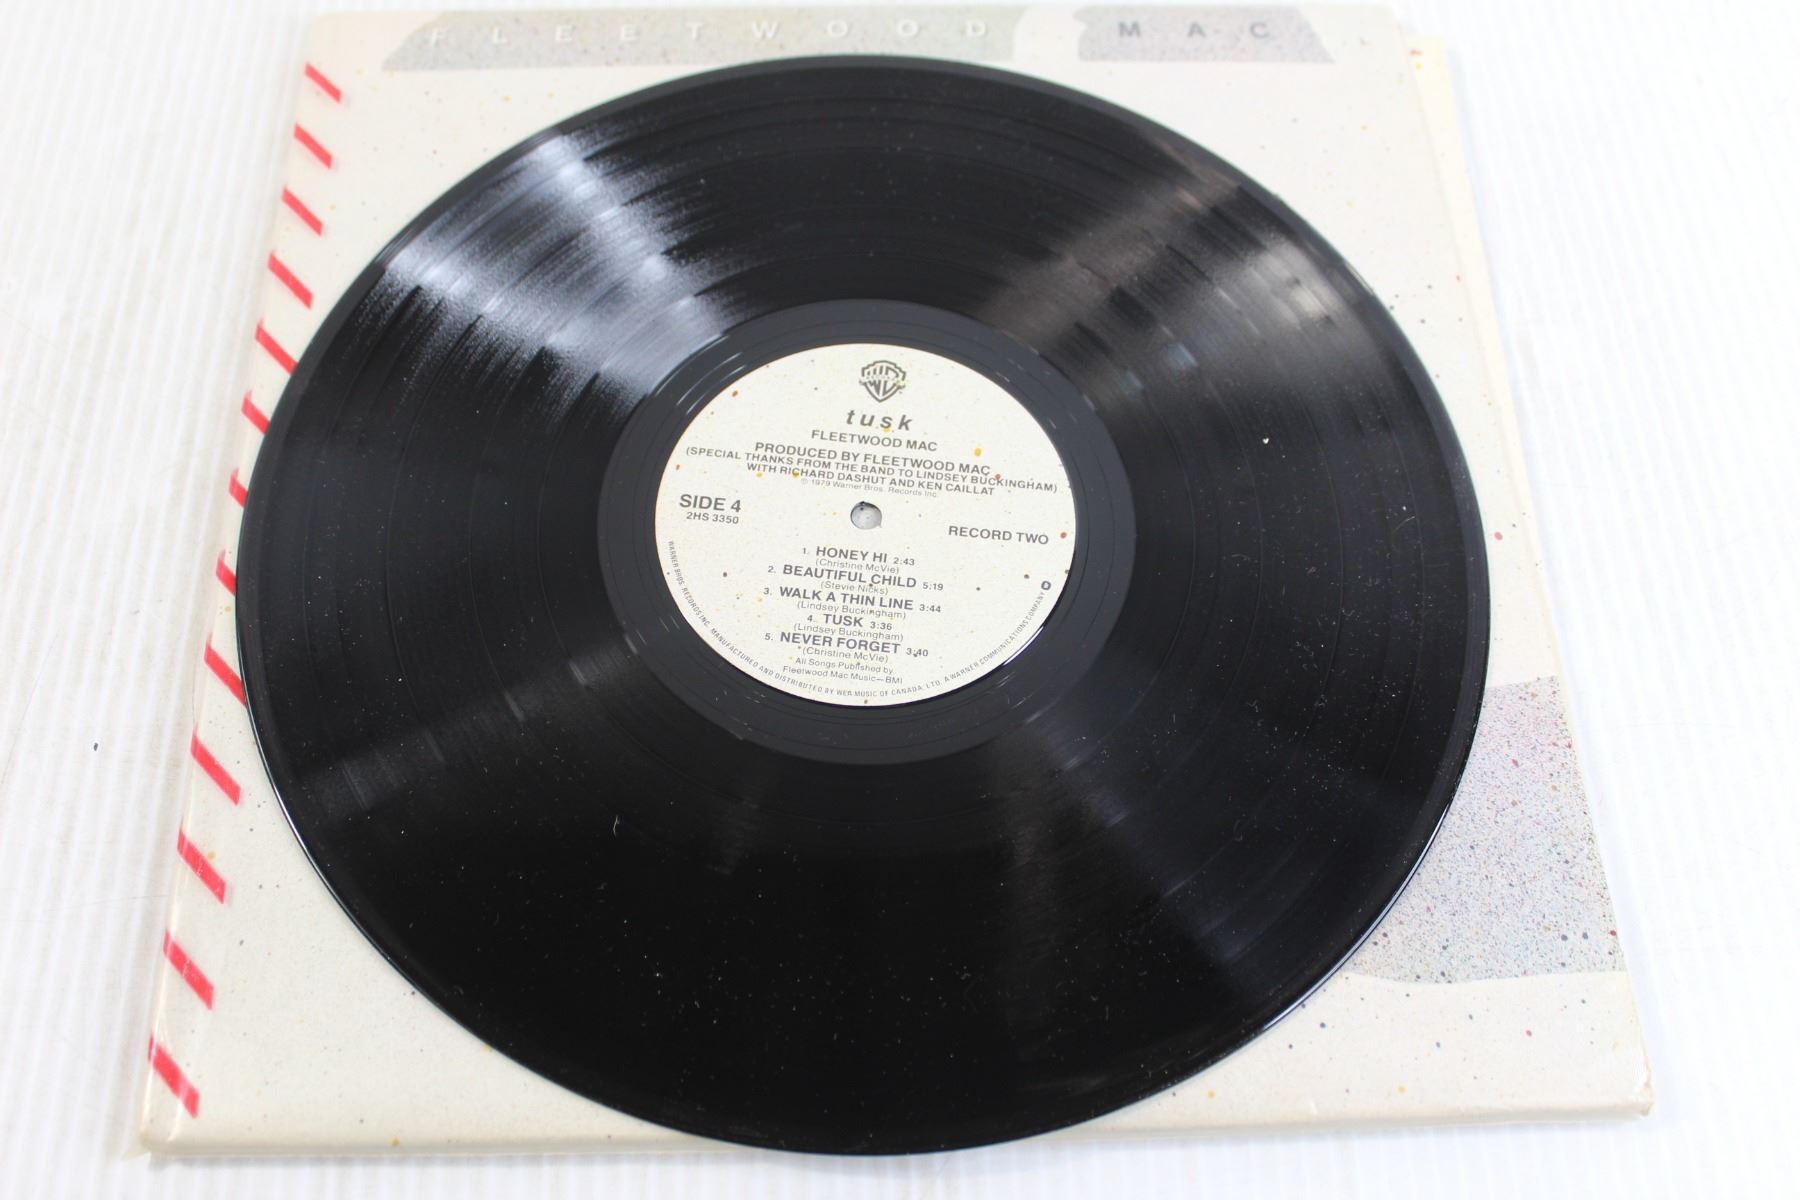 FLEETWOOD MAC
tusk
FLEETWOOD MAC
PRODUCED BY FLEETWOOD MAC
(SPECIAL THANKS FROM THE BAND TO LINDSEY BUCKINGHAM)
WITH RICHARD DASHUT AND KEN CAILLAT
℗ 1979 Warner Bros. Records Inc.
SIDE 4
2HS 3350
RECORD TWO
1. HONEY HI 2:43
(Christine McVie)
2. BEAUTIFUL CHILD 5:19
(Stevie Nicks)
3. WALK A THIN LINE 3:44
(Lindsey Buckingham)
4. TUSK 3:36
(Lindsey Buckingham)
5. NEVER FORGET 3:40
(Christine McVie)
All Songs Published by
Fleetwood Mac Music—BMI
WARNER BROS. RECORDS INC. MANUFACTURED AND DISTRIBUTED BY WEA MUSIC OF CANADA, LTD. A WARNER COMMUNICATIONS COMPANY